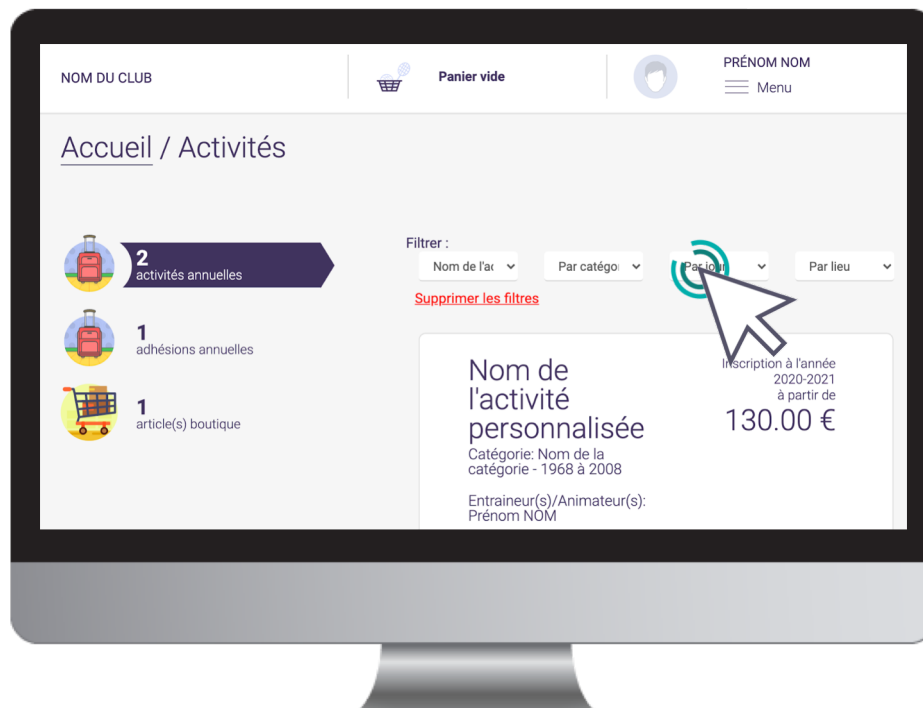 NOM DU CLUB
Panier vide
PRÉNOM NOM
Menu
Accueil / Activités
2
activités annuelles
1
adhésions annuelles
1
article(s) boutique
Filtrer :
Nom de l'ac
Par catégo
Par jour
Par lieu
Supprimer les filtres
Nom de
l'activité
personnalisée
Catégorie: Nom de la
catégorie - 1968 à 2008
Entraineur(s)/Animateur(s):
Prénom NOM
Inscription à l'année
2020-2021
à partir de
130.00 €